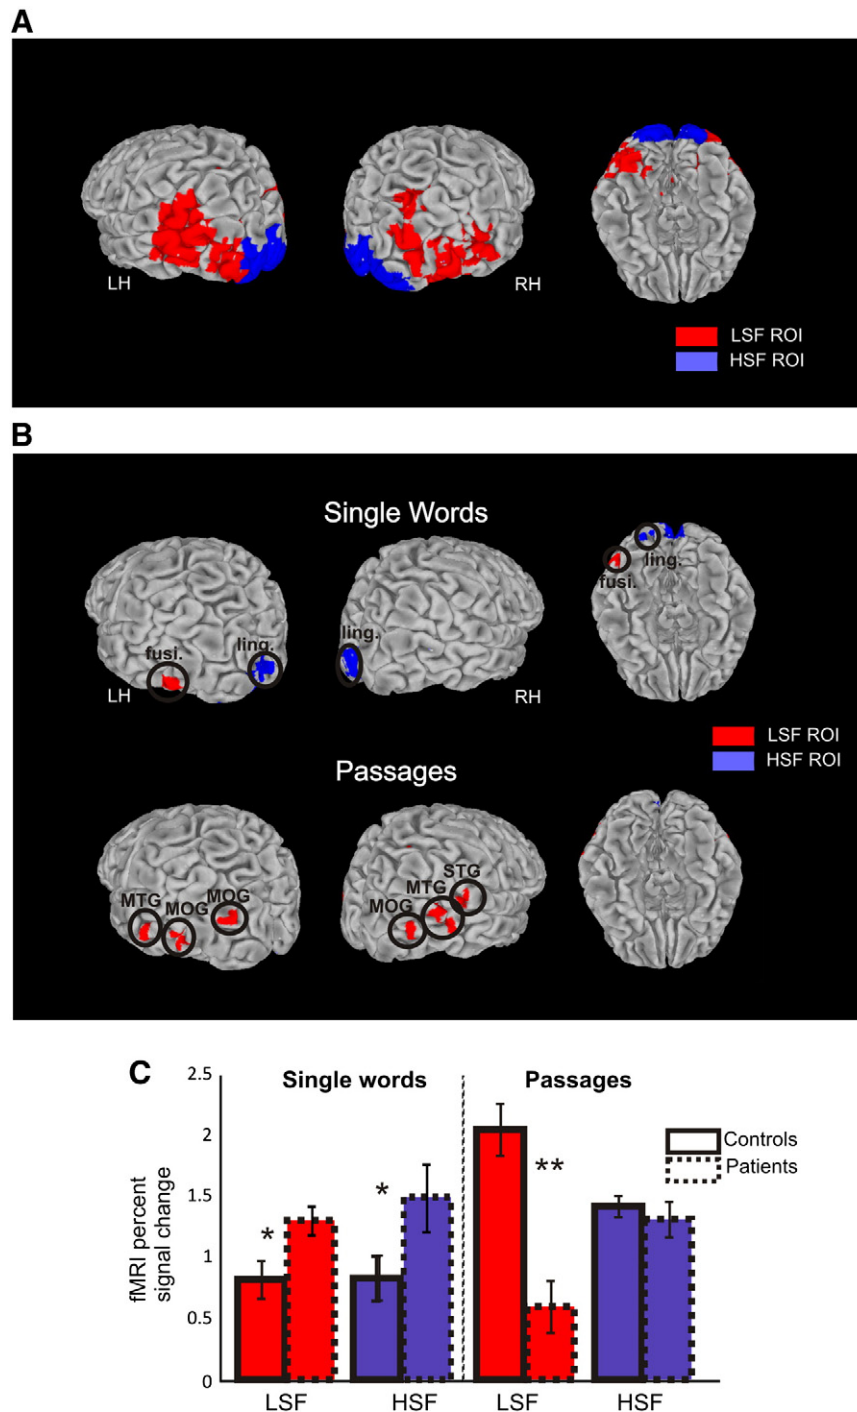 A
LH
RH
LSF ROI
HSF ROI
B
Single Words
fusi.
ling.
ling.
ling.
fusi.
LH
RH
LSF ROI
HSF ROI
Passages
MTG
MOG
MOG
MOG
MTG
STG
C
Single words
Passages
Controls
Patients
fMRI percent
signal change
2.5
2
1.5
1
0.5
0
*
*
**
LSF
HSF
LSF
HSF